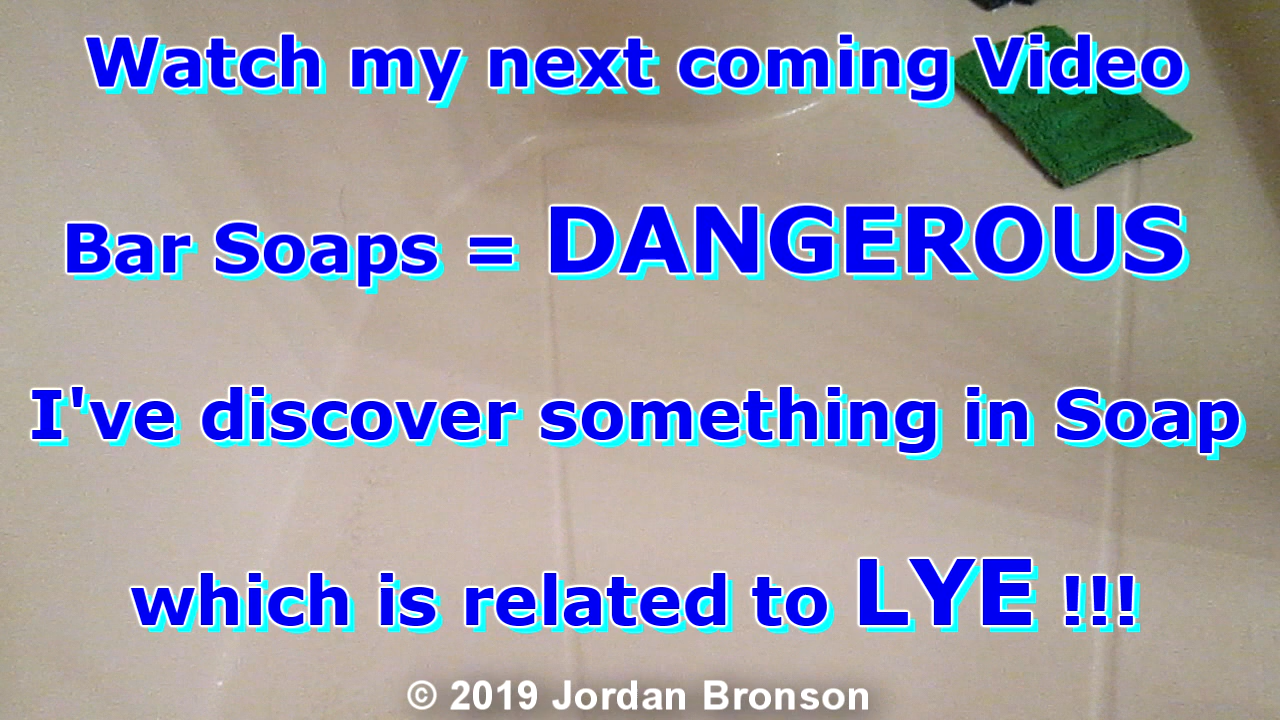 Watch my next coming Video
Bar Soaps = DANGEROUS
I've discover something in Soap
which is related to LYE !!!
© 2019 Jordan Bronson